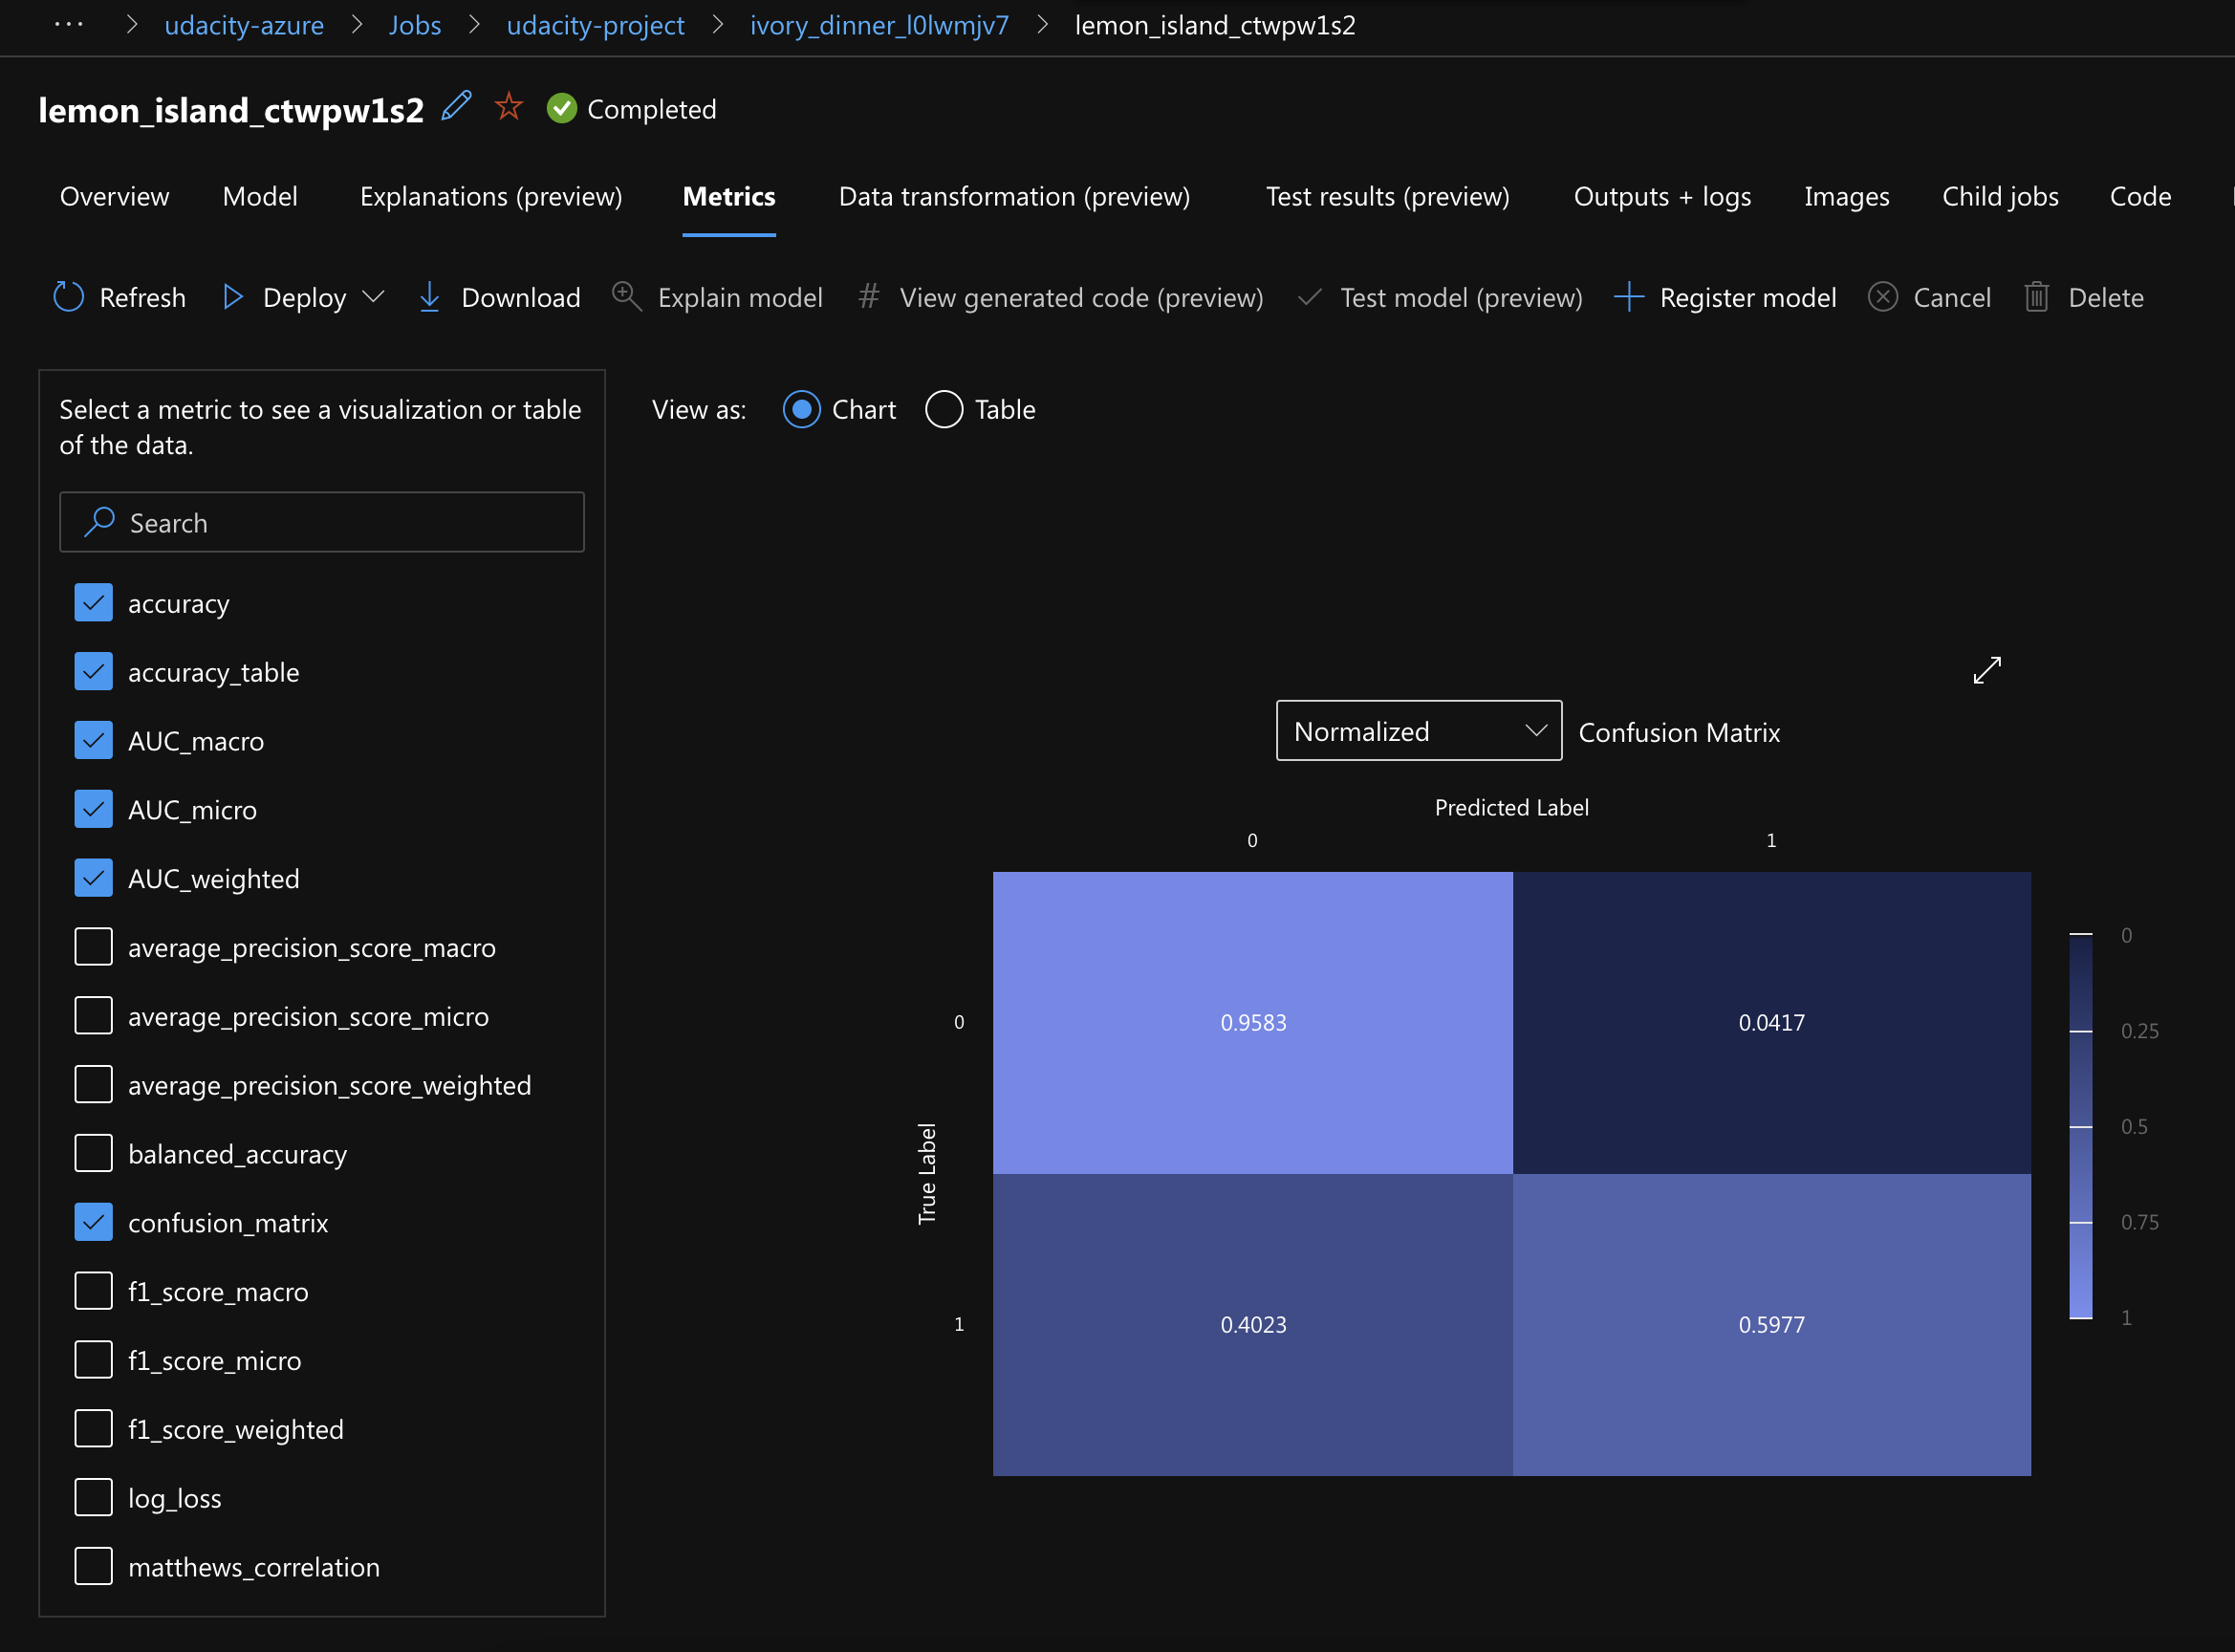 ··· > udacity-azure > Jobs > udacity-project > ivory_dinner_l0lwmjv7 > lemon_island_ctwpw1s2
lemon_island_ctwpw1s2 Completed
Overview Model Explanations (preview) Metrics Data transformation (preview) Test results (preview) Outputs + logs Images Child jobs Code
Refresh Deploy Download Explain model # View generated code (preview) Test model (preview) Register model Cancel Delete
Select a metric to see a visualization or table
of the data.
Search
accuracy
accuracy_table
AUC_macro
AUC_micro
AUC_weighted
average_precision_score_macro
average_precision_score_micro
average_precision_score_weighted
balanced_accuracy
confusion_matrix
f1_score_macro
f1_score_micro
f1_score_weighted
log_loss
matthews_correlation
View as: Chart Table
Normalized Confusion Matrix
Predicted Label
0 1
True Label
0 0.9583 0.0417
1 0.4023 0.5977
0
0.25
0.5
0.75
1